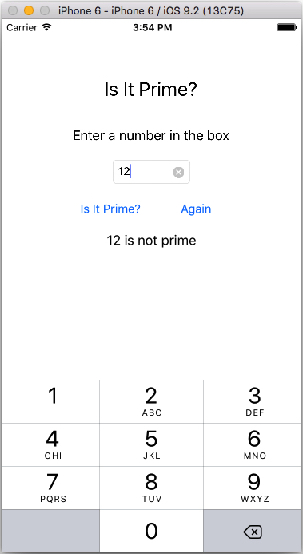 iPhone 6 - iPhone 6 / iOS 9.2 (13C75)
Carrier 3:54 PM
Is It Prime?
Enter a number in the box
12
Is It Prime? Again
12 is not prime
1 2 3
ABC DEF
4 5 6
GHI JKL MNO
7 8 9
PQRS TUV WXYZ
0